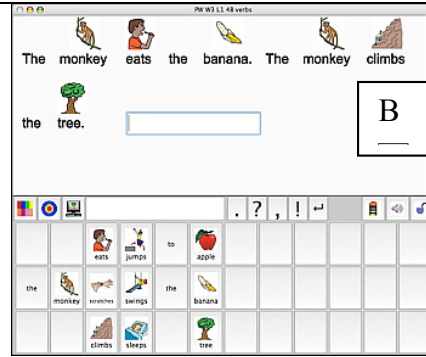 PW W3 L1 48 verbs
The monkey eats the banana. The monkey climbs
the tree.
B
. ? , !
eats jumps to apple
the monkey scratches swings the banana
climbs sleeps tree